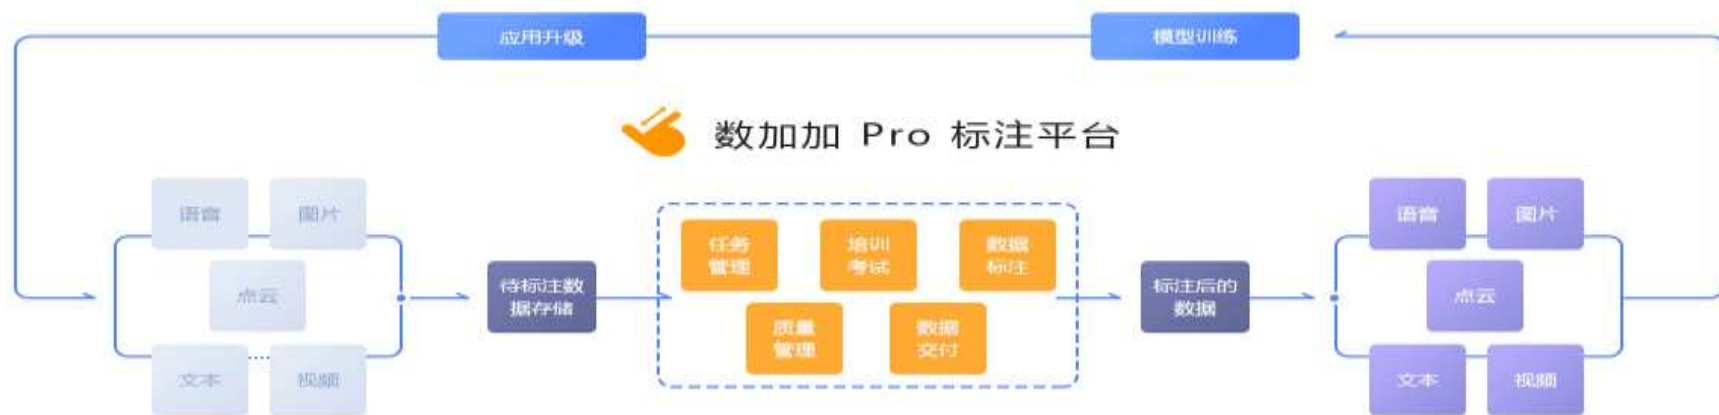 应用升级
模型训练
数加加 Pro 标注平台
语音
图片
点云
文本
视频
待标注数
据存储
任务
管理
培训
考试
数据
标注
质量
管理
数据
交付
标注后的
数据
语音
图片
点云
文本
视频